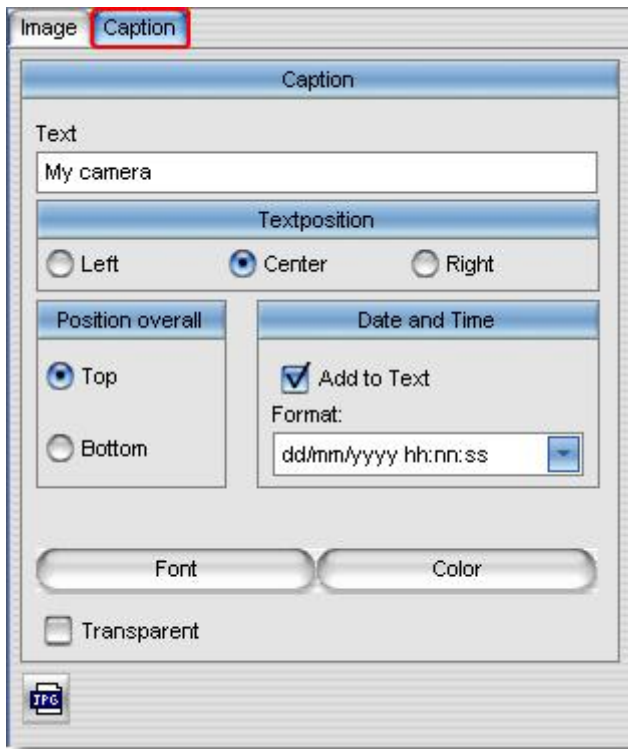 Image Caption
Caption
Text
My camera
Textposition
Left Center Right
Position overall Date and Time
Top Add to Text
Format:
Bottom dd/mm/yyyy hh:nn:ss
Font Color
Transparent
JPG